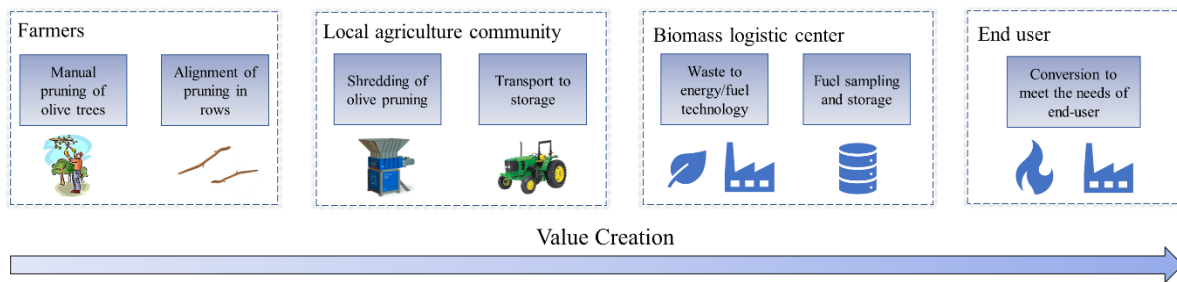 Farmers
Manual
pruning of
olive trees
Alignment of
pruning in
rows
Local agriculture community
Shredding of
olive pruning
Transport to
storage
Biomass logistic center
Waste to
energy/fuel
technology
Fuel sampling
and storage
End user
Conversion to
meet the needs of
end-user
Value Creation